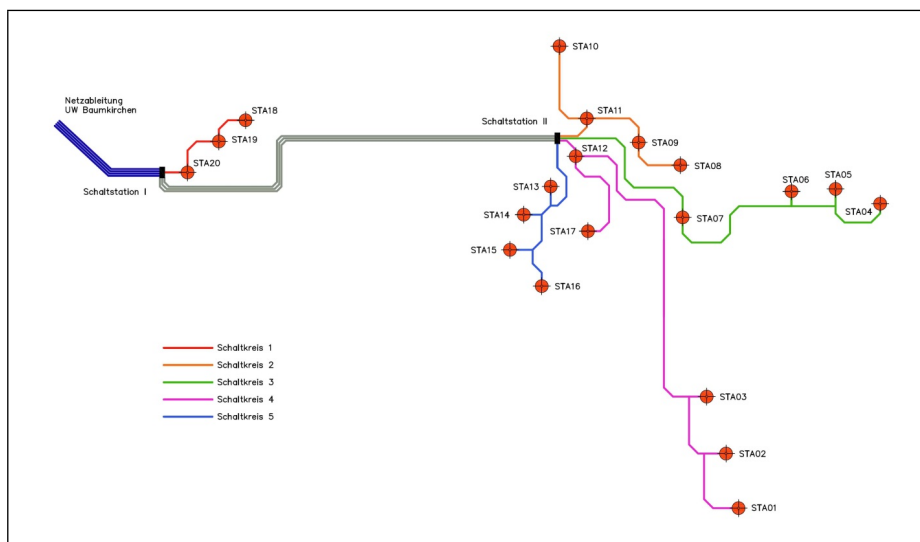 STA10
Netzableitung
UW Baumkirchen
STA18
STA11
Schaltstation II
STA19
STA09
STA12
STA20
STA08
Schaltstation I
STA13
STA06
STA05
STA14
STA07
STA04
STA17
STA15
STA16
Schaltkreis 1
Schaltkreis 2
Schaltkreis 3
Schaltkreis 4
Schaltkreis 5
STA03
STA02
STA01